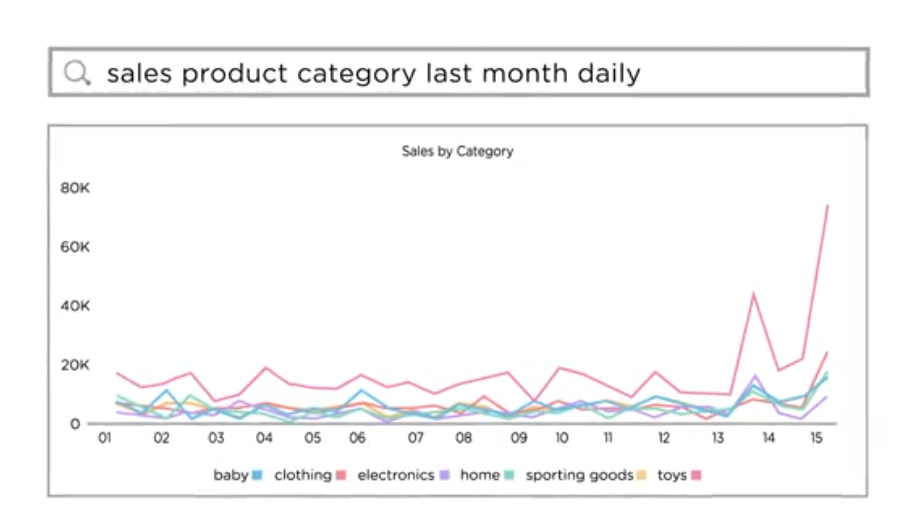 sales product category last month daily
Sales by Category
80K
60K
40K
20K
0
01 02 03 04 05 06 07 08 09 10 11 12 13 14 15
baby clothing electronics home sporting goods toys